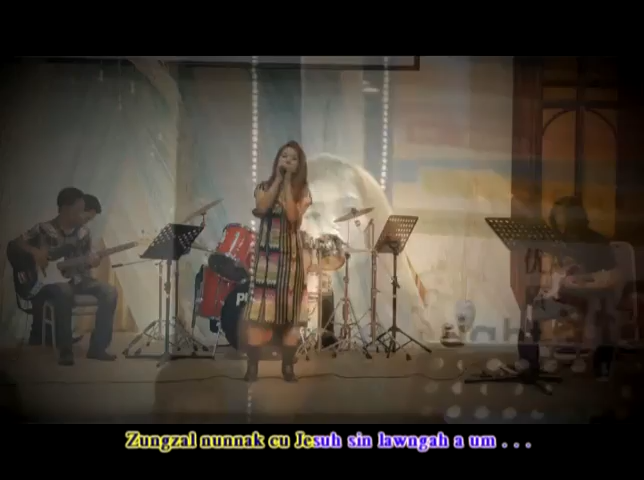 Zungzal nunnak cu Jesuh sin lawngah a um . . .